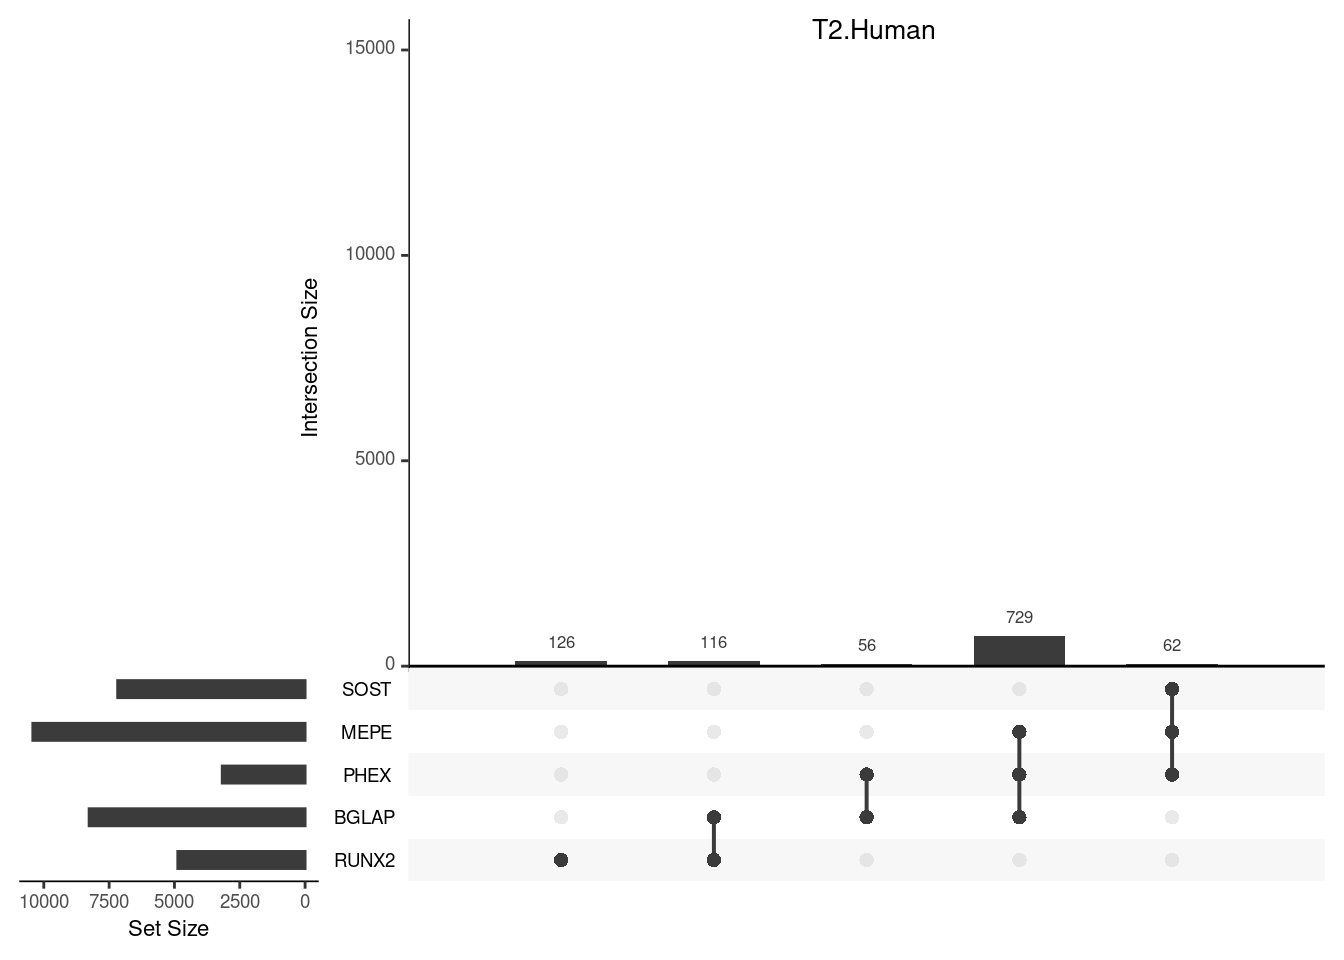 T2.Human
15000
10000
5000
0
Intersection Size
126
116
56
729
62
SOST
MEPE
PHEX
BGLAP
RUNX2
10000 7500 5000 2500 0
Set Size